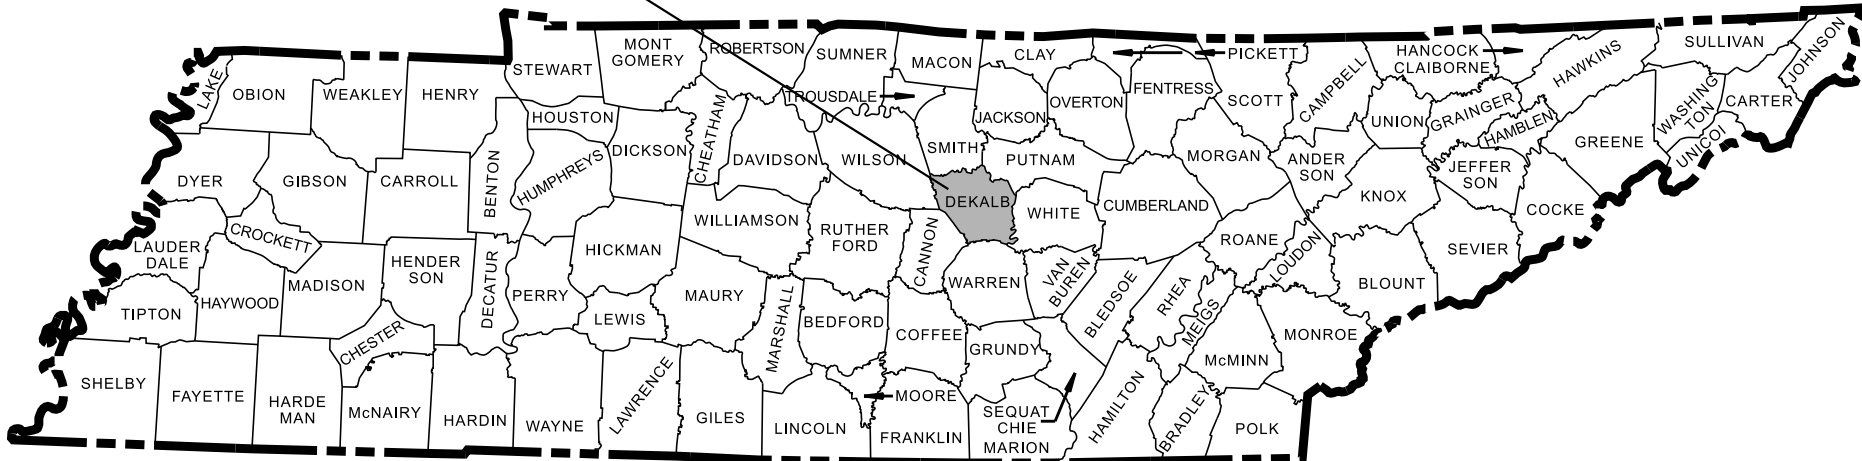 LAKE
OBION
WEAKLEY
HENRY
STEWART
MONT
GOMERY
ROBERTSON
SUMNER
MACON
CLAY
PICKETT
HANCOCK
CLAIBORNE
HAWKINS
SULLIVAN
JOHNSON
TROUSDALE
JACKSON
OVERTON
FENTRESS
SCOTT
CAMPBELL
UNION
GRAINGER
HAMBLEN
GREENE
WASHING
TON
CARTER
UNICOI
HOUSTON
DICKSON
CHEATHAM
DAVIDSON
WILSON
SMITH
PUTNAM
MORGAN
ANDER
SON
KNOX
JEFFER
SON
COCKE
DYER
GIBSON
CARROLL
BENTON
HUMPHREYS
WILLIAMSON
RUTHER
FORD
CANNON
DEKALB
WHITE
CUMBERLAND
ROANE
LOUDON
BLOUNT
SEVIER
LAUDER
DALE
CROCKETT
MADISON
HENDER
SON
DECATUR
PERRY
HICKMAN
LEWIS
MAURY
MARSHALL
BEDFORD
COFFEE
WARREN
VAN
BUREN
BLEDSOE
RHEA
MEIGS
McMINN
MONROE
TIPTON
HAYWOOD
CHESTER
GRUNDY
SHELBY
FAYETTE
HARDE
MAN
McNAIRY
HARDIN
WAYNE
LAWRENCE
GILES
LINCOLN
MOORE
FRANKLIN
SEQUAT
CHIE
MARION
HAMILTON
BRADLEY
POLK